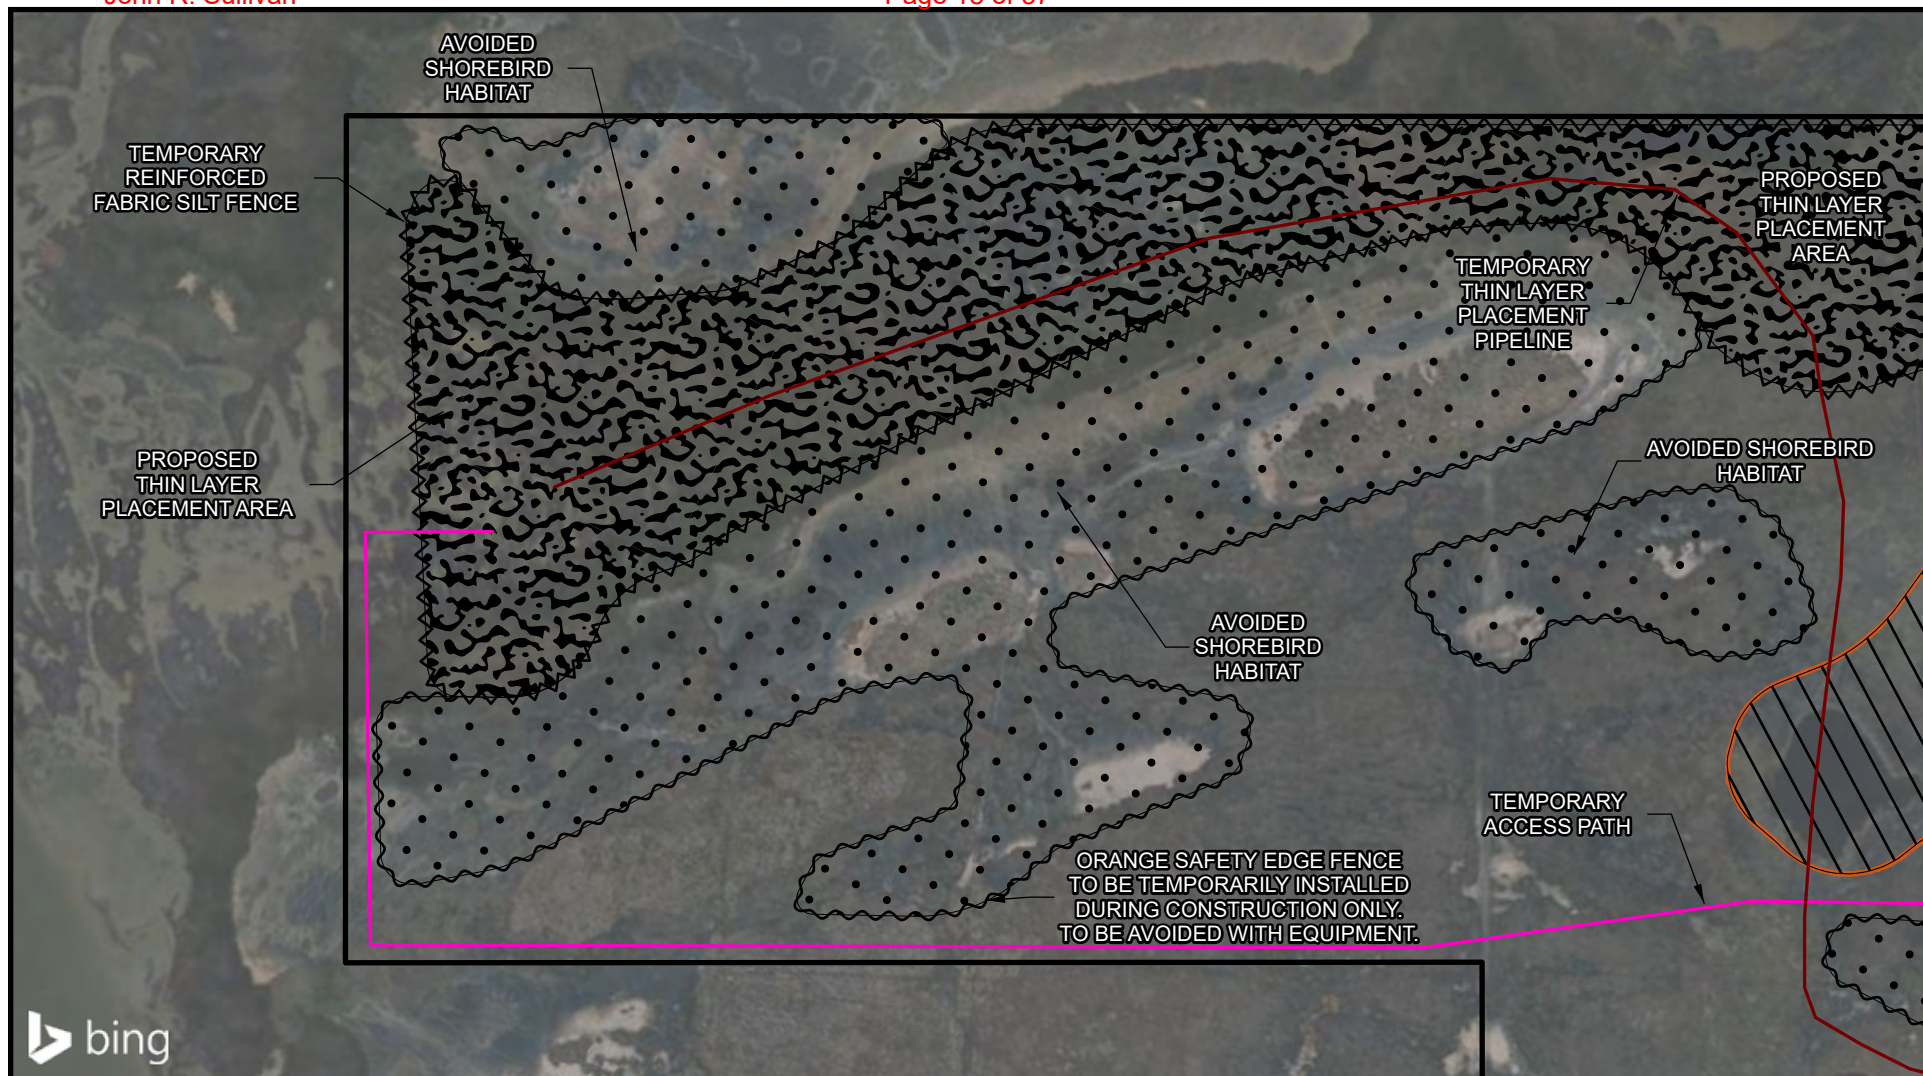 AVOIDED
SHOREBIRD
HABITAT
TEMPORARY
REINFORCED
FABRIC SILT FENCE
PROPOSED
THIN LAYER
PLACEMENT
AREA
TEMPORARY
THIN LAYER
PLACEMENT
PIPELINE
PROPOSED
THIN LAYER
PLACEMENT AREA
AVOIDED SHOREBIRD
HABITAT
AVOIDED
SHOREBIRD
HABITAT
TEMPORARY
ACCESS PATH
ORANGE SAFETY EDGE FENCE
TO BE TEMPORARILY INSTALLED
DURING CONSTRUCTION ONLY.
TO BE AVOIDED WITH EQUIPMENT.
bing